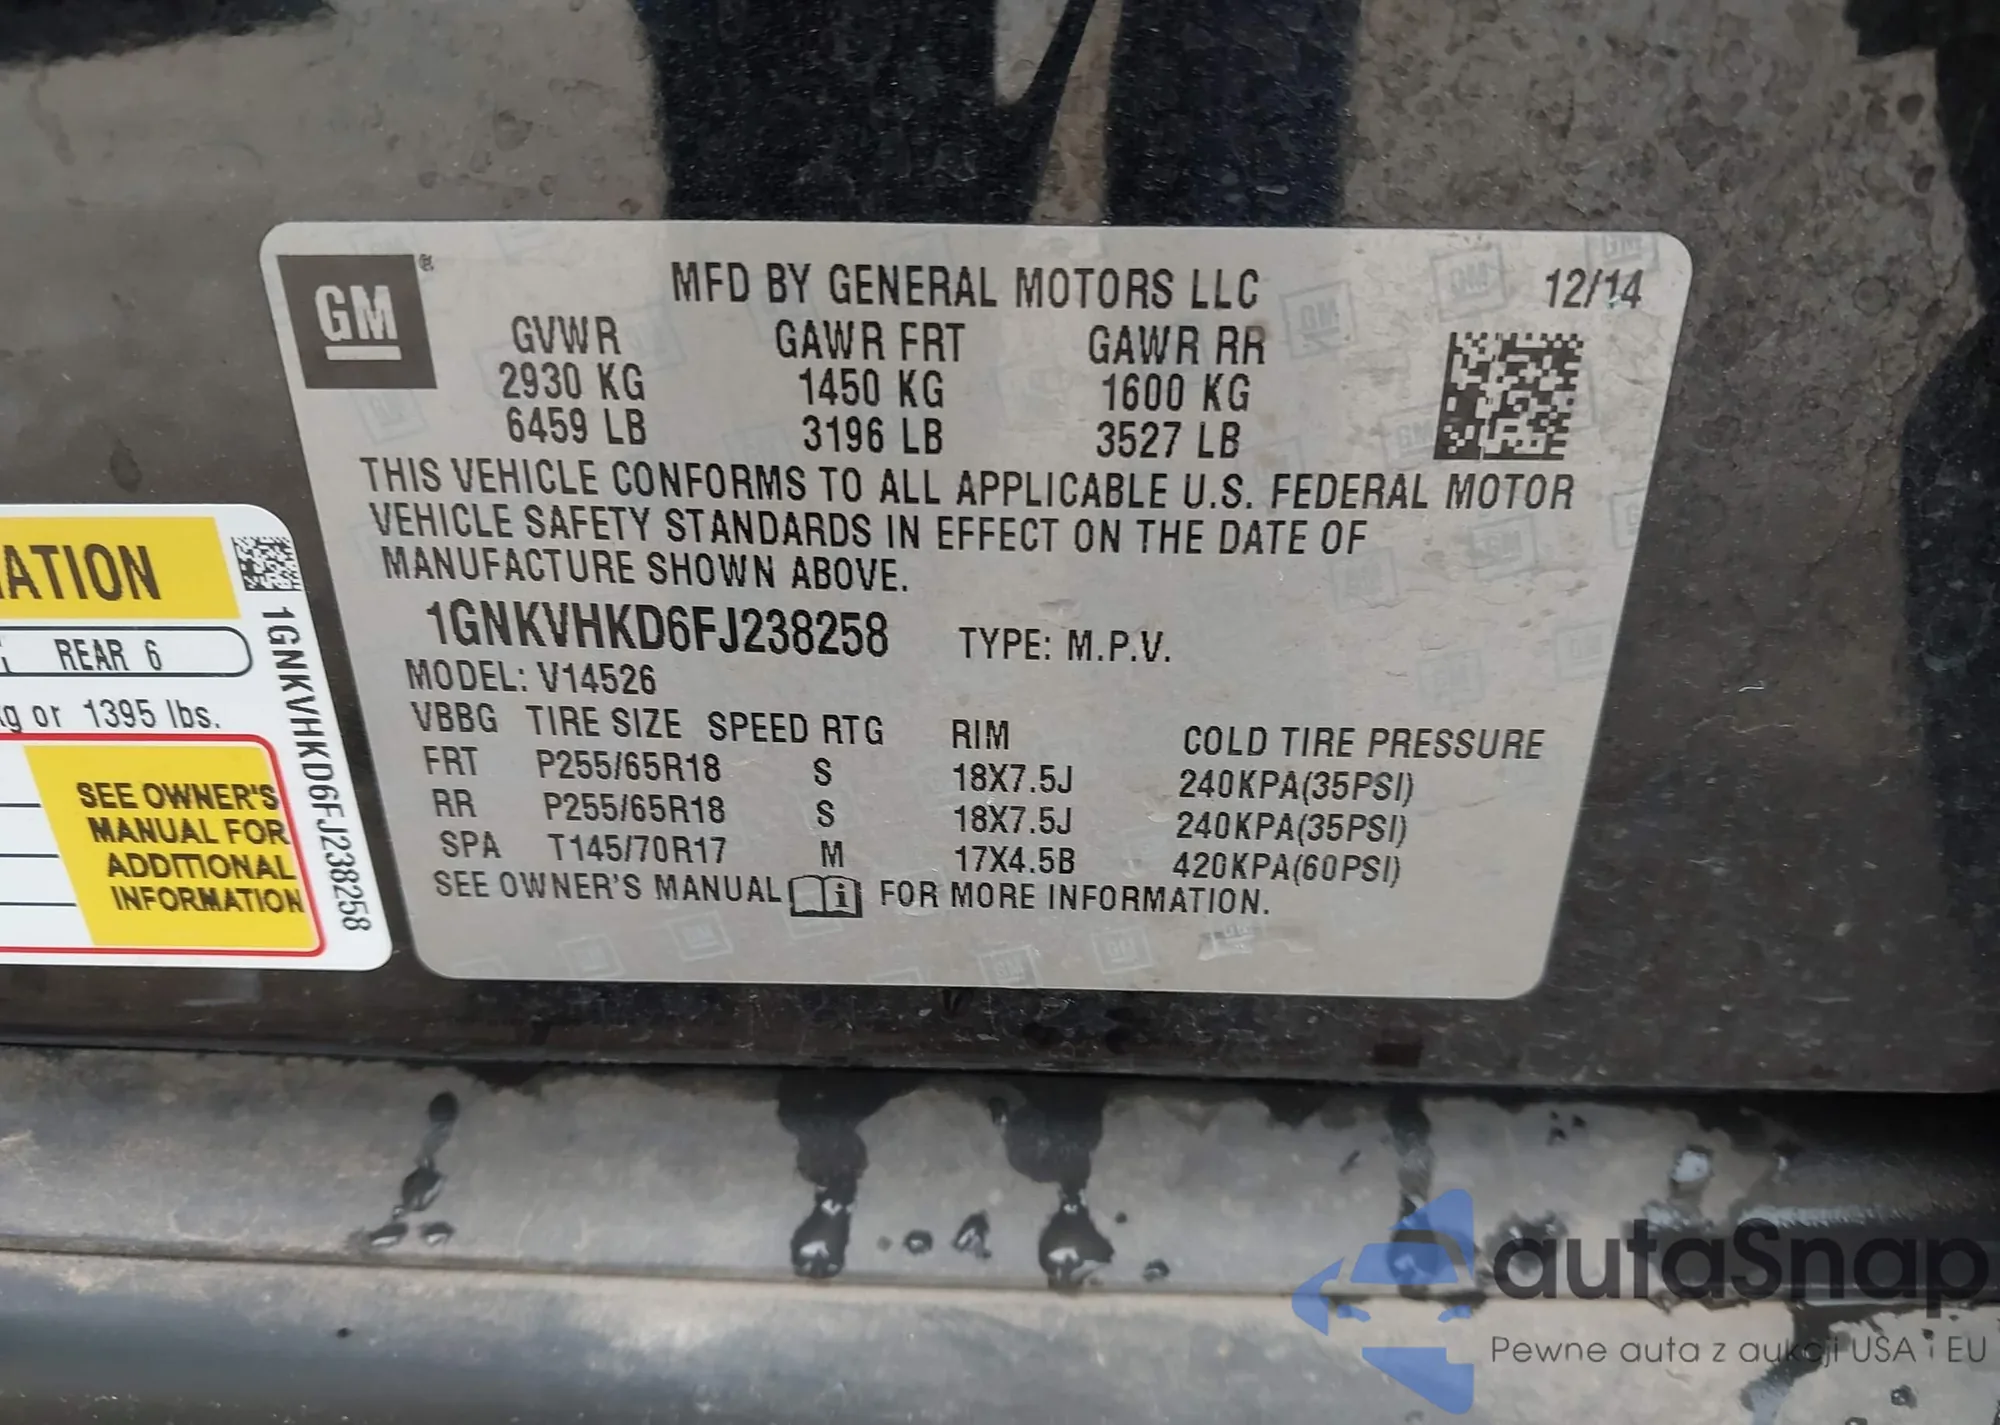 GM ®
MFD BY GENERAL MOTORS LLC 12/14
GVWR GAWR FRT GAWR RR
2930 KG 1450 KG 1600 KG
6459 LB 3196 LB 3527 LB
THIS VEHICLE CONFORMS TO ALL APPLICABLE U.S. FEDERAL MOTOR
VEHICLE SAFETY STANDARDS IN EFFECT ON THE DATE OF
MANUFACTURE SHOWN ABOVE.
1GNKVHKD6FJ238258 TYPE: M.P.V.
MODEL: V14526
VBBG TIRE SIZE SPEED RTG RIM COLD TIRE PRESSURE
FRT P255/65R18 S 18X7.5J 240KPA(35PSI)
RR P255/65R18 S 18X7.5J 240KPA(35PSI)
SPA T145/70R17 M 17X4.5B 420KPA(60PSI)
SEE OWNER'S MANUAL i FOR MORE INFORMATION.
ATION
REAR 6
kg or 1395 lbs.
SEE OWNER'S
MANUAL FOR
ADDITIONAL
INFORMATION
1GNKVHKD6FJ238258
autaSnap
Pewne auta z aukcji USA i EU